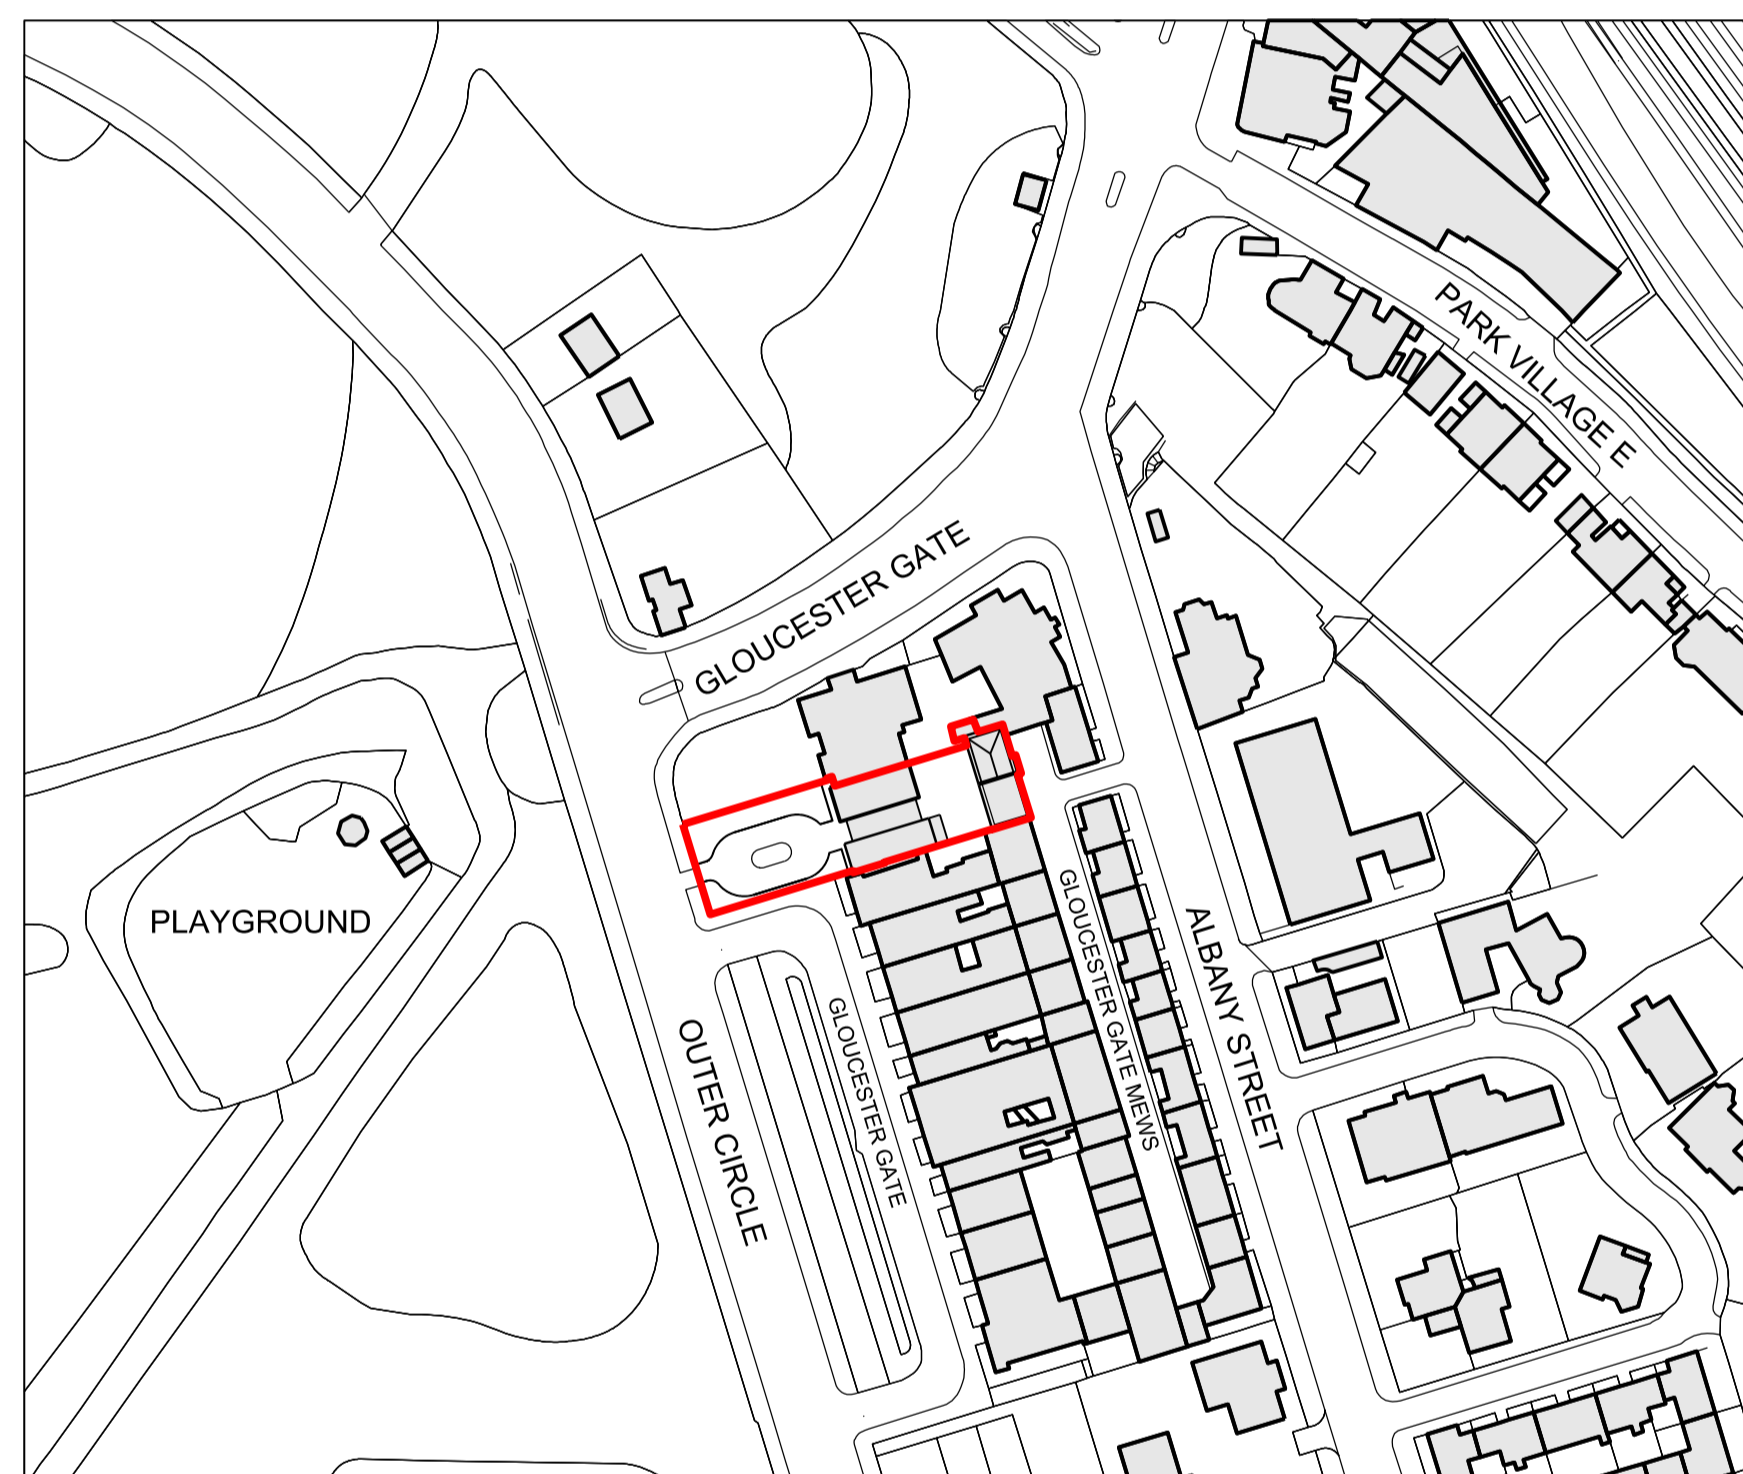 PARK VILLAGE E
GLOUCESTER GATE
PLAYGROUND
GLOUCESTER GATE MEWS
ALBANY STREET
GLOUCESTER GATE
OUTER CIRCLE